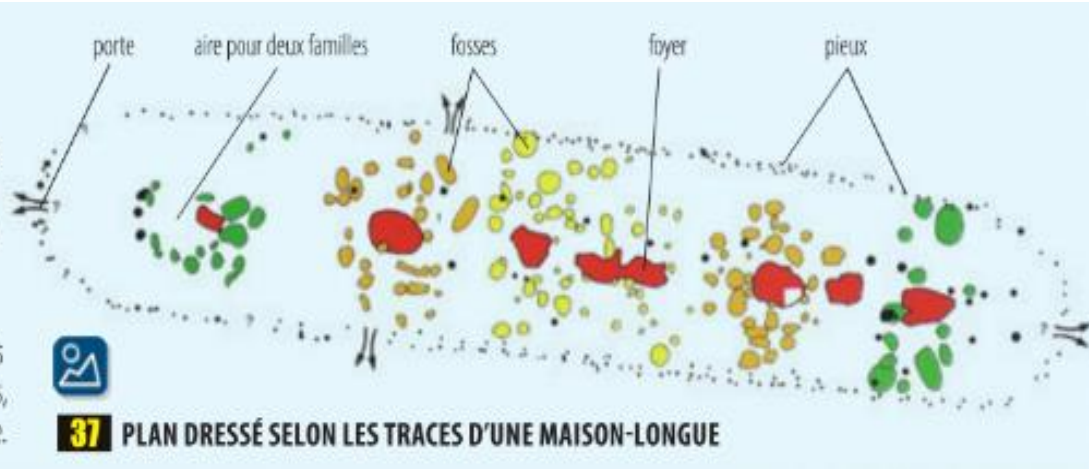 porte aire pour deux familles fosses foyer pieux
?
?
?
?
s
,
.
37 PLAN DRESSÉ SELON LES TRACES D'UNE MAISON-LONGUE